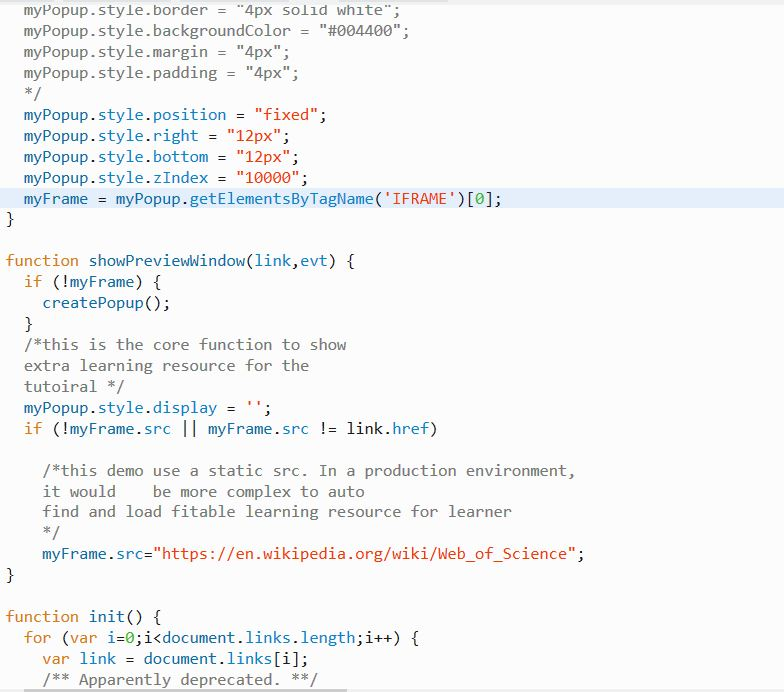 myPopup.style.border = "4px solid white";
myPopup.style.backgroundColor = "#004400";
myPopup.style.margin = "4px";
myPopup.style.padding = "4px";
*/
myPopup.style.position = "fixed";
myPopup.style.right = "12px";
myPopup.style.bottom = "12px";
myPopup.style.zIndex = "10000";
myFrame = myPopup.getElementsByTagName('IFRAME')[0];
}
function showPreviewWindow(link,evt) {
if (!myFrame) {
createPopup();
}
/*this is the core function to show
extra learning resource for the
tutoiral */
myPopup.style.display = '';
if (!myFrame.src || myFrame.src != link.href)
/*this demo use a static src. In a production environment,
it would    be more complex to auto
find and load fitable learning resource for learner
*/
myFrame.src="https://en.wikipedia.org/wiki/Web_of_Science";
}
function init() {
for (var i=0;i<document.links.length;i++) {
var link = document.links[i];
/** Apparently deprecated. **/